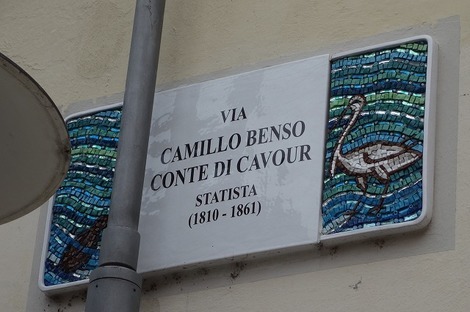 VIA
CAMILLO BENSO
CONTE DI CAVOUR
STATISTA
(1810 - 1861)